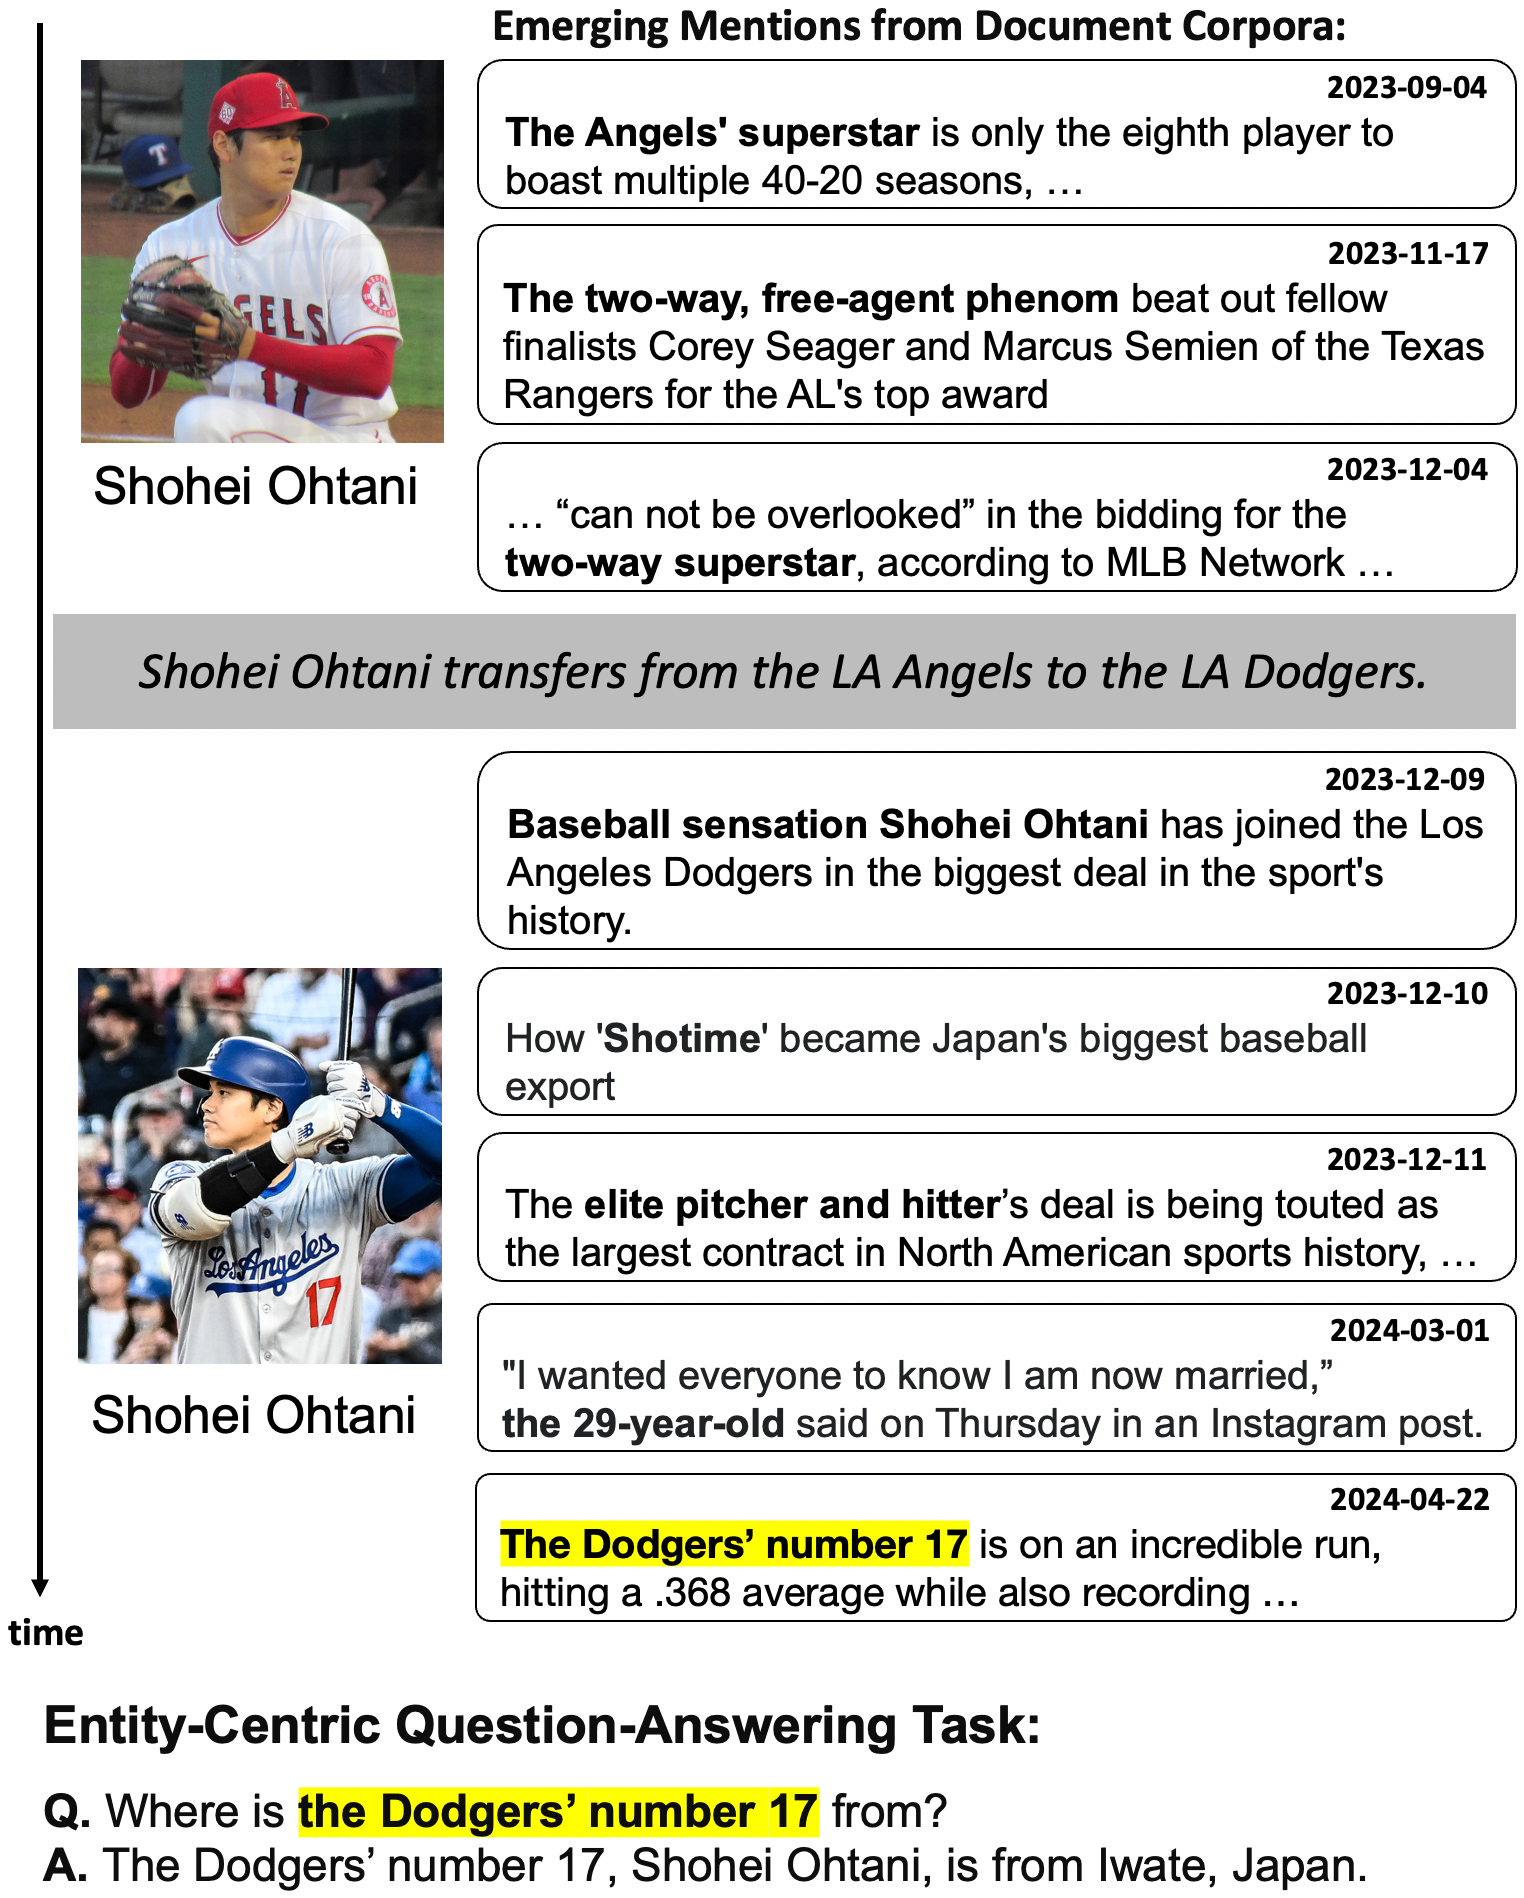 Emerging Mentions from Document Corpora:
2023-09-04
The Angels' superstar is only the eighth player to
boast multiple 40-20 seasons, …
2023-11-17
The two-way, free-agent phenom beat out fellow
finalists Corey Seager and Marcus Semien of the Texas
Rangers for the AL's top award
GELS
17
Shohei Ohtani
2023-12-04
… “can not be overlooked” in the bidding for the
two-way superstar, according to MLB Network …
Shohei Ohtani transfers from the LA Angels to the LA Dodgers.
2023-12-09
Baseball sensation Shohei Ohtani has joined the Los
Angeles Dodgers in the biggest deal in the sport's
history.
2023-12-10
How 'Shotime' became Japan's biggest baseball
export
2023-12-11
The elite pitcher and hitter’s deal is being touted as
the largest contract in North American sports history, …
Los Angeles
17
Shohei Ohtani
2024-03-01
"I wanted everyone to know I am now married,”
the 29-year-old said on Thursday in an Instagram post.
2024-04-22
The Dodgers’ number 17 is on an incredible run,
hitting a .368 average while also recording …
time
Entity-Centric Question-Answering Task:
Q. Where is the Dodgers’ number 17 from?
A. The Dodgers’ number 17, Shohei Ohtani, is from Iwate, Japan.